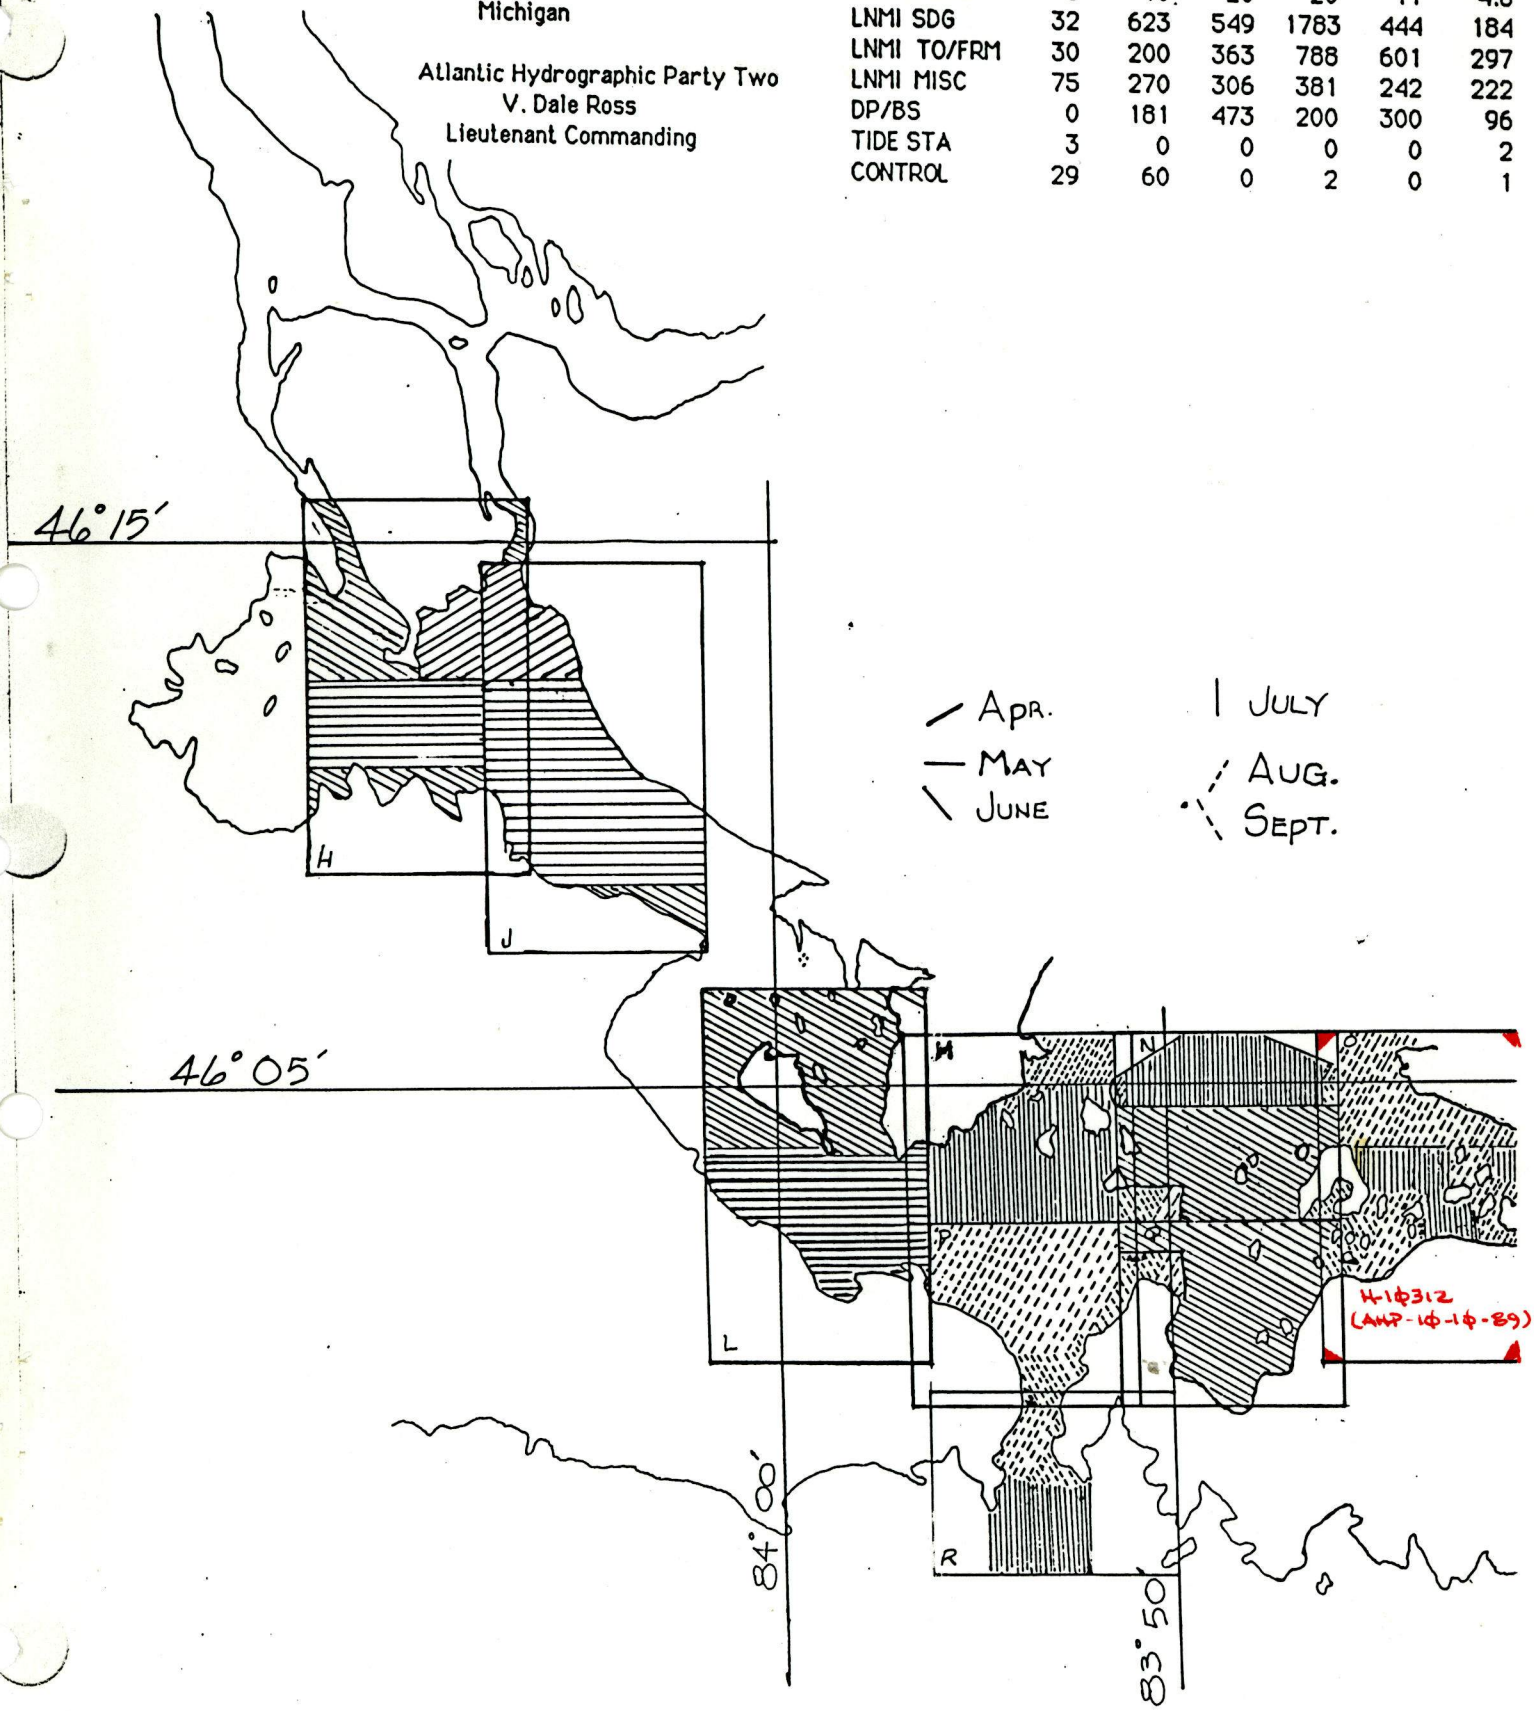 Michigan
Atlantic Hydrographic Party Two
V. Dale Ross
Lieutenant Commanding
LNMI SDG 32 623 549 1783 444 184
LNMI TO/FRM 30 200 363 788 601 297
LNMI MISC 75 270 306 381 242 222
DP/BS 0 181 473 200 300 96
TIDE STA 3 0 0 0 0 2
CONTROL 29 60 0 2 0 1
46° 15′
APR.
MAY
JUNE
JULY
AUG.
SEPT.
H
J
46° 05′
M
N
O
P
L
H-10312
(AHP-10-10-89)
R
84° 00′
83° 50